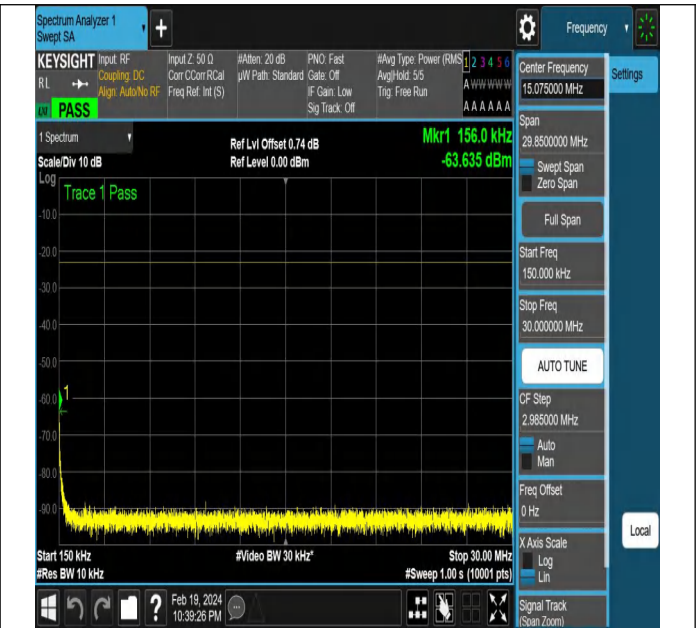 Spectrum Analyzer 1
Swept SA
Frequency
KEYSIGHT
RL
PASS
Input: RF
Coupling: DC
Align: Auto/No RF
Input Z: 50 Ω
Corr CCorr RCal
Freq Ref: Int (S)
#Atten: 20 dB
µW Path: Standard
PNO: Fast
Gate: Off
IF Gain: Low
Sig Track: Off
#Avg Type: Power (RMS
Avg|Hold: 5/5
Trig: Free Run
1 2 3 4 5 6
A W W W W W
A A A A A A
1 Spectrum
Scale/Div 10 dB
Log
Ref Lvl Offset 0.74 dB
Ref Level 0.00 dBm
Mkr1 156.0 kHz
-63.635 dBm
Trace 1 Pass
-10.0
-20.0
-30.0
-40.0
-50.0
-60.0
1
-70.0
-80.0
-90.0
Start 150 kHz
#Res BW 10 kHz
#Video BW 30 kHz*
Stop 30.00 MHz
#Sweep 1.00 s (10001 pts)
?
Feb 19, 2024
10:39:26 PM
Center Frequency
15.075000 MHz
Settings
Span
29.8500000 MHz
Swept Span
Zero Span
Full Span
Start Freq
150.000 kHz
Stop Freq
30.000000 MHz
AUTO TUNE
CF Step
2.985000 MHz
Auto
Man
Freq Offset
0 Hz
X Axis Scale
Log
Lin
Local
Signal Track
(Span Zoom)